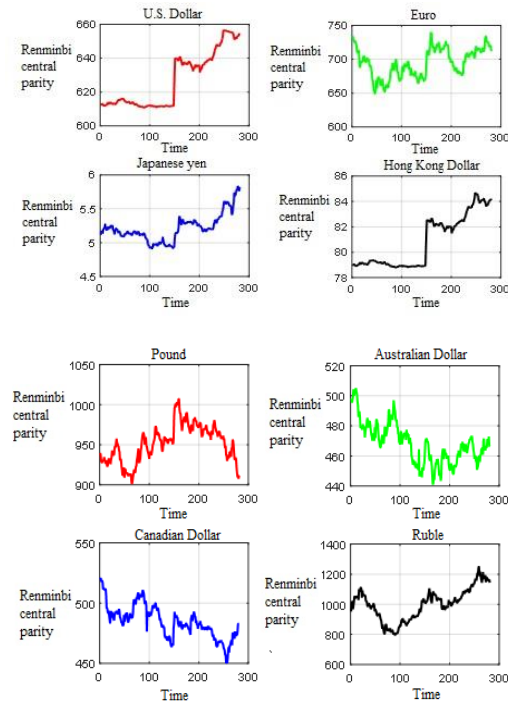 U.S. Dollar
Renminbi
central
parity
660
640
620
600
0
100
200
300
Time
Euro
Renminbi
central
parity
750
700
650
600
0
100
200
300
Time
Japanese yen
Renminbi
central
parity
6
5.5
5
4.5
0
100
200
300
Time
Hong Kong Dollar
Renminbi
central
parity
86
84
82
80
78
0
100
200
300
Time
Pound
Renminbi
central
parity
1050
1000
950
900
0
100
200
300
Time
Australian Dollar
Renminbi
central
parity
520
500
480
460
440
0
100
200
300
Time
Canadian Dollar
Renminbi
central
parity
550
500
450
0
100
200
300
Time
Ruble
Renminbi
central
parity
1400
1200
1000
800
600
0
100
200
300
Time